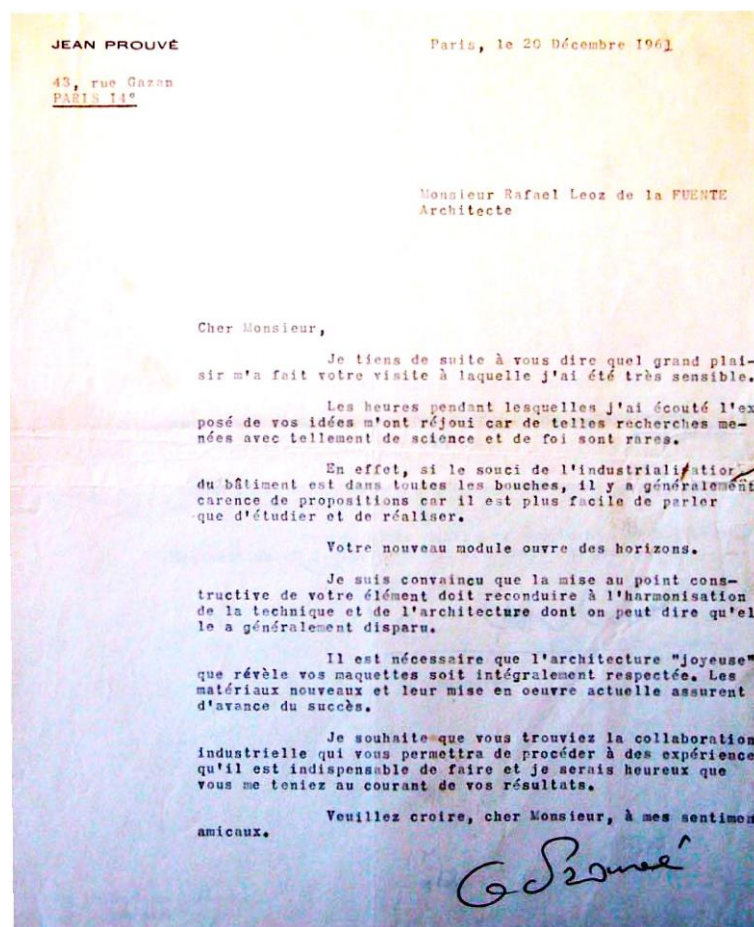 JEAN PROUVÉ
Paris, le 20 Décembre 1961
43, rue Gazan
PARIS 14°
Monsieur Rafael Leoz de la FUENTE
Architecte
Cher Monsieur,
Je tiens de suite à vous dire quel grand plai-
sir m'a fait votre visite à laquelle j'ai été très sensible.
Les heures pendant lesquelles j'ai écouté l'ex
posé de vos idées m'ont réjoui car de telles recherches me-
nées avec tellement de science et de foi sont rares.
En effet, si le souci de l'industrialisation
du bâtiment est dans toutes les bouches, il y a généralement
carence de propositions car il est plus facile de parler
que d'étudier et de réaliser.
Votre nouveau module ouvre des horizons.
Je suis convaincu que la mise au point cons-
tructive de votre élément doit reconduire à l'harmonisation
de la technique et de l'architecture dont on peut dire qu'el
le a généralement disparu.
Il est nécessaire que l'architecture "joyeuse"
que révèle vos maquettes soit intégralement respectée. Les
matériaux nouveaux et leur mise en oeuvre actuelle assurent
d'avance du succès.
Je souhaite que vous trouviez la collaboration
industrielle qui vous permettra de procéder à des expérience
qu'il est indispensable de faire et je serais heureux que
vous me teniez au courant de vos résultats.
Veuillez croire, cher Monsieur, à mes sentimen
amicaux.
J Prouvé